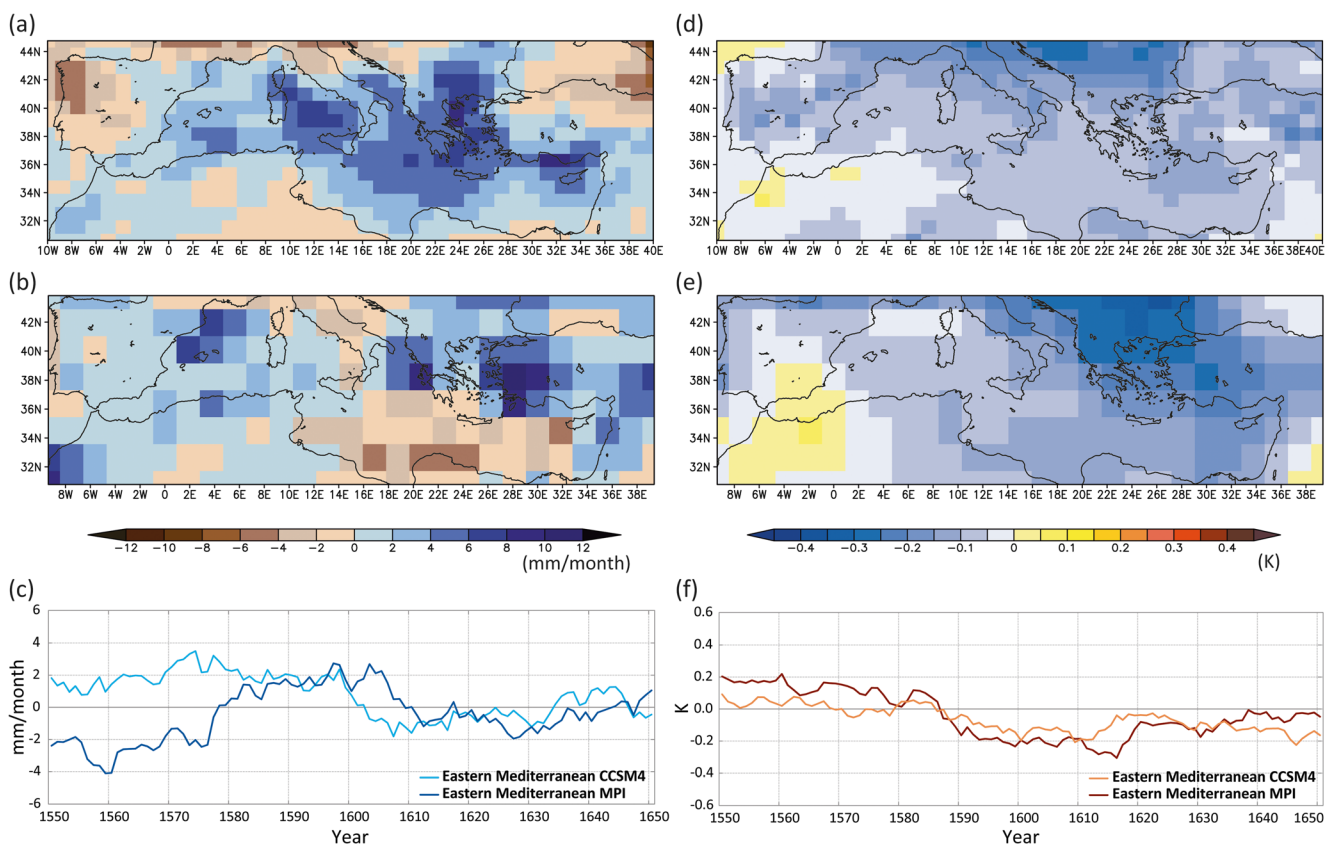 (a)
44N
42N
40N
38N
36N
34N
32N
10W 8W 6W 4W 2W 0 2E 4E 6E 8E 10E 12E 14E 16E 18E 20E 22E 24E 26E 28E 30E 32E 34E 36E 38E 40E
(d)
44N
42N
40N
38N
36N
34N
32N
10W 8W 6W 4W 2W 0 2E 4E 6E 8E 10E 12E 14E 16E 18E 20E 22E 24E 26E 28E 30E 32E 34E 36E 38E 40E
(b)
42N
40N
38N
36N
34N
32N
8W 6W 4W 2W 0 2E 4E 6E 8E 10E 12E 14E 16E 18E 20E 22E 24E 26E 28E 30E 32E 34E 36E 38E
(e)
42N
40N
38N
36N
34N
32N
8W 6W 4W 2W 0 2E 4E 6E 8E 10E 12E 14E 16E 18E 20E 22E 24E 26E 28E 30E 32E 34E 36E 38E
−12 −10 −8 −6 −4 −2 0 2 4 6 8 10 12
(mm/month)
−0.4 −0.3 −0.2 −0.1 0 0.1 0.2 0.3 0.4
(K)
(c)
6
4
2
0
-2
-4
-6
mm/month
Eastern Mediterranean CCSM4
Eastern Mediterranean MPI
1550 1560 1570 1580 1590 1600 1610 1620 1630 1640 1650
Year
(f)
0.6
0.4
0.2
0.0
-0.2
-0.4
-0.6
K
Eastern Mediterranean CCSM4
Eastern Mediterranean MPI
1550 1560 1570 1580 1590 1600 1610 1620 1630 1640 1650
Year